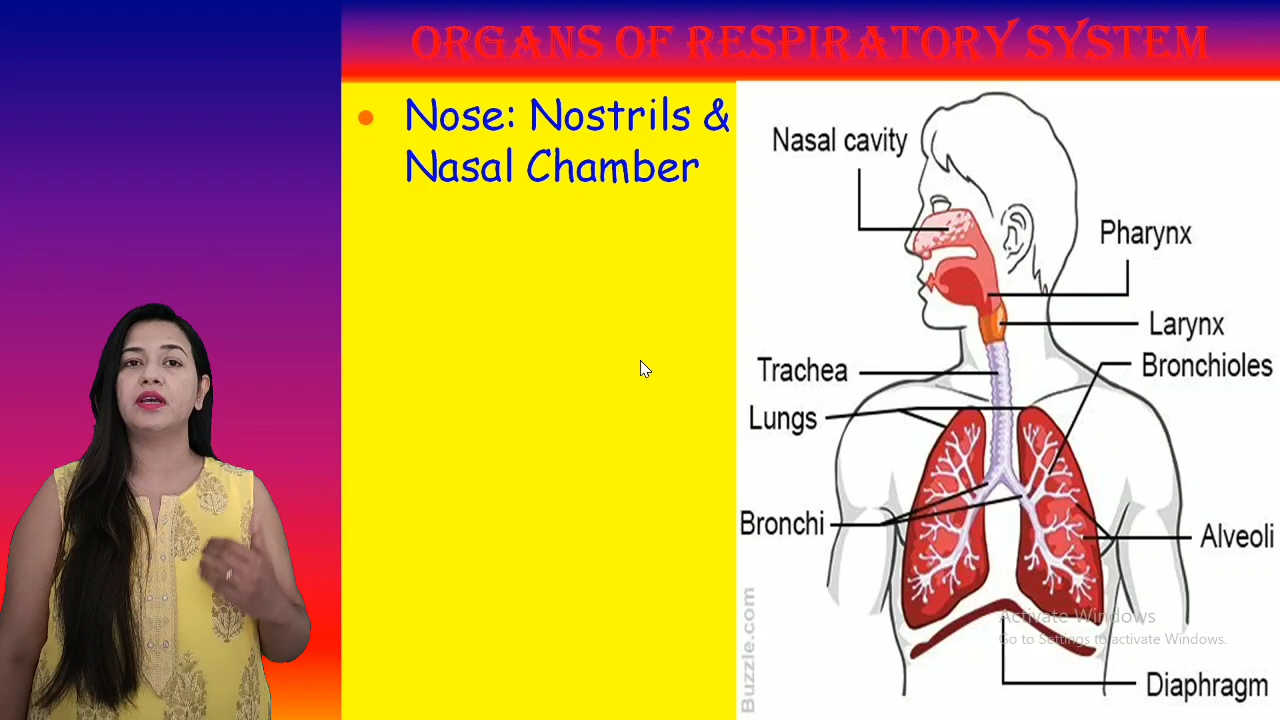 ORGANS OF RESPIRATORY SYSTEM
• Nose: Nostrils &
Nasal Chamber
Nasal cavity
Pharynx
Larynx
Bronchioles
Trachea
Lungs
Bronchi
Alveoli
Activate Windows
Go to Settings to activate Windows.
Diaphragm
Buzzle.com